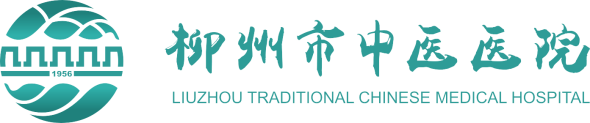 1956
柳州市中医医院
LIUZHOU TRADITIONAL CHINESE MEDICAL HOSPITAL